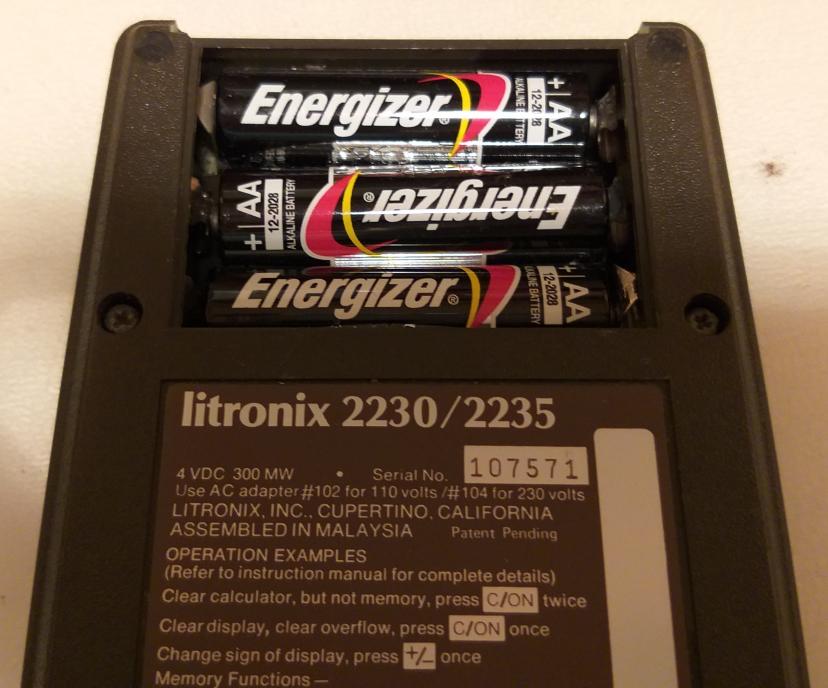 Energizer®
+ AA
12-2028
ALKALINE BATTERY
Energizer®
+ AA
12-2028
ALKALINE BATTERY
Energizer®
+ AA
12-2028
ALKALINE BATTERY
litronix 2230/2235
4 VDC 300 MW • Serial No. 107571
Use AC adapter #102 for 110 volts /#104 for 230 volts
LITRONIX, INC., CUPERTINO, CALIFORNIA
ASSEMBLED IN MALAYSIA Patent Pending
OPERATION EXAMPLES
(Refer to instruction manual for complete details)
Clear calculator, but not memory, press C/ON twice
Clear display, clear overflow, press C/ON once
Change sign of display, press +/− once
Memory Functions —